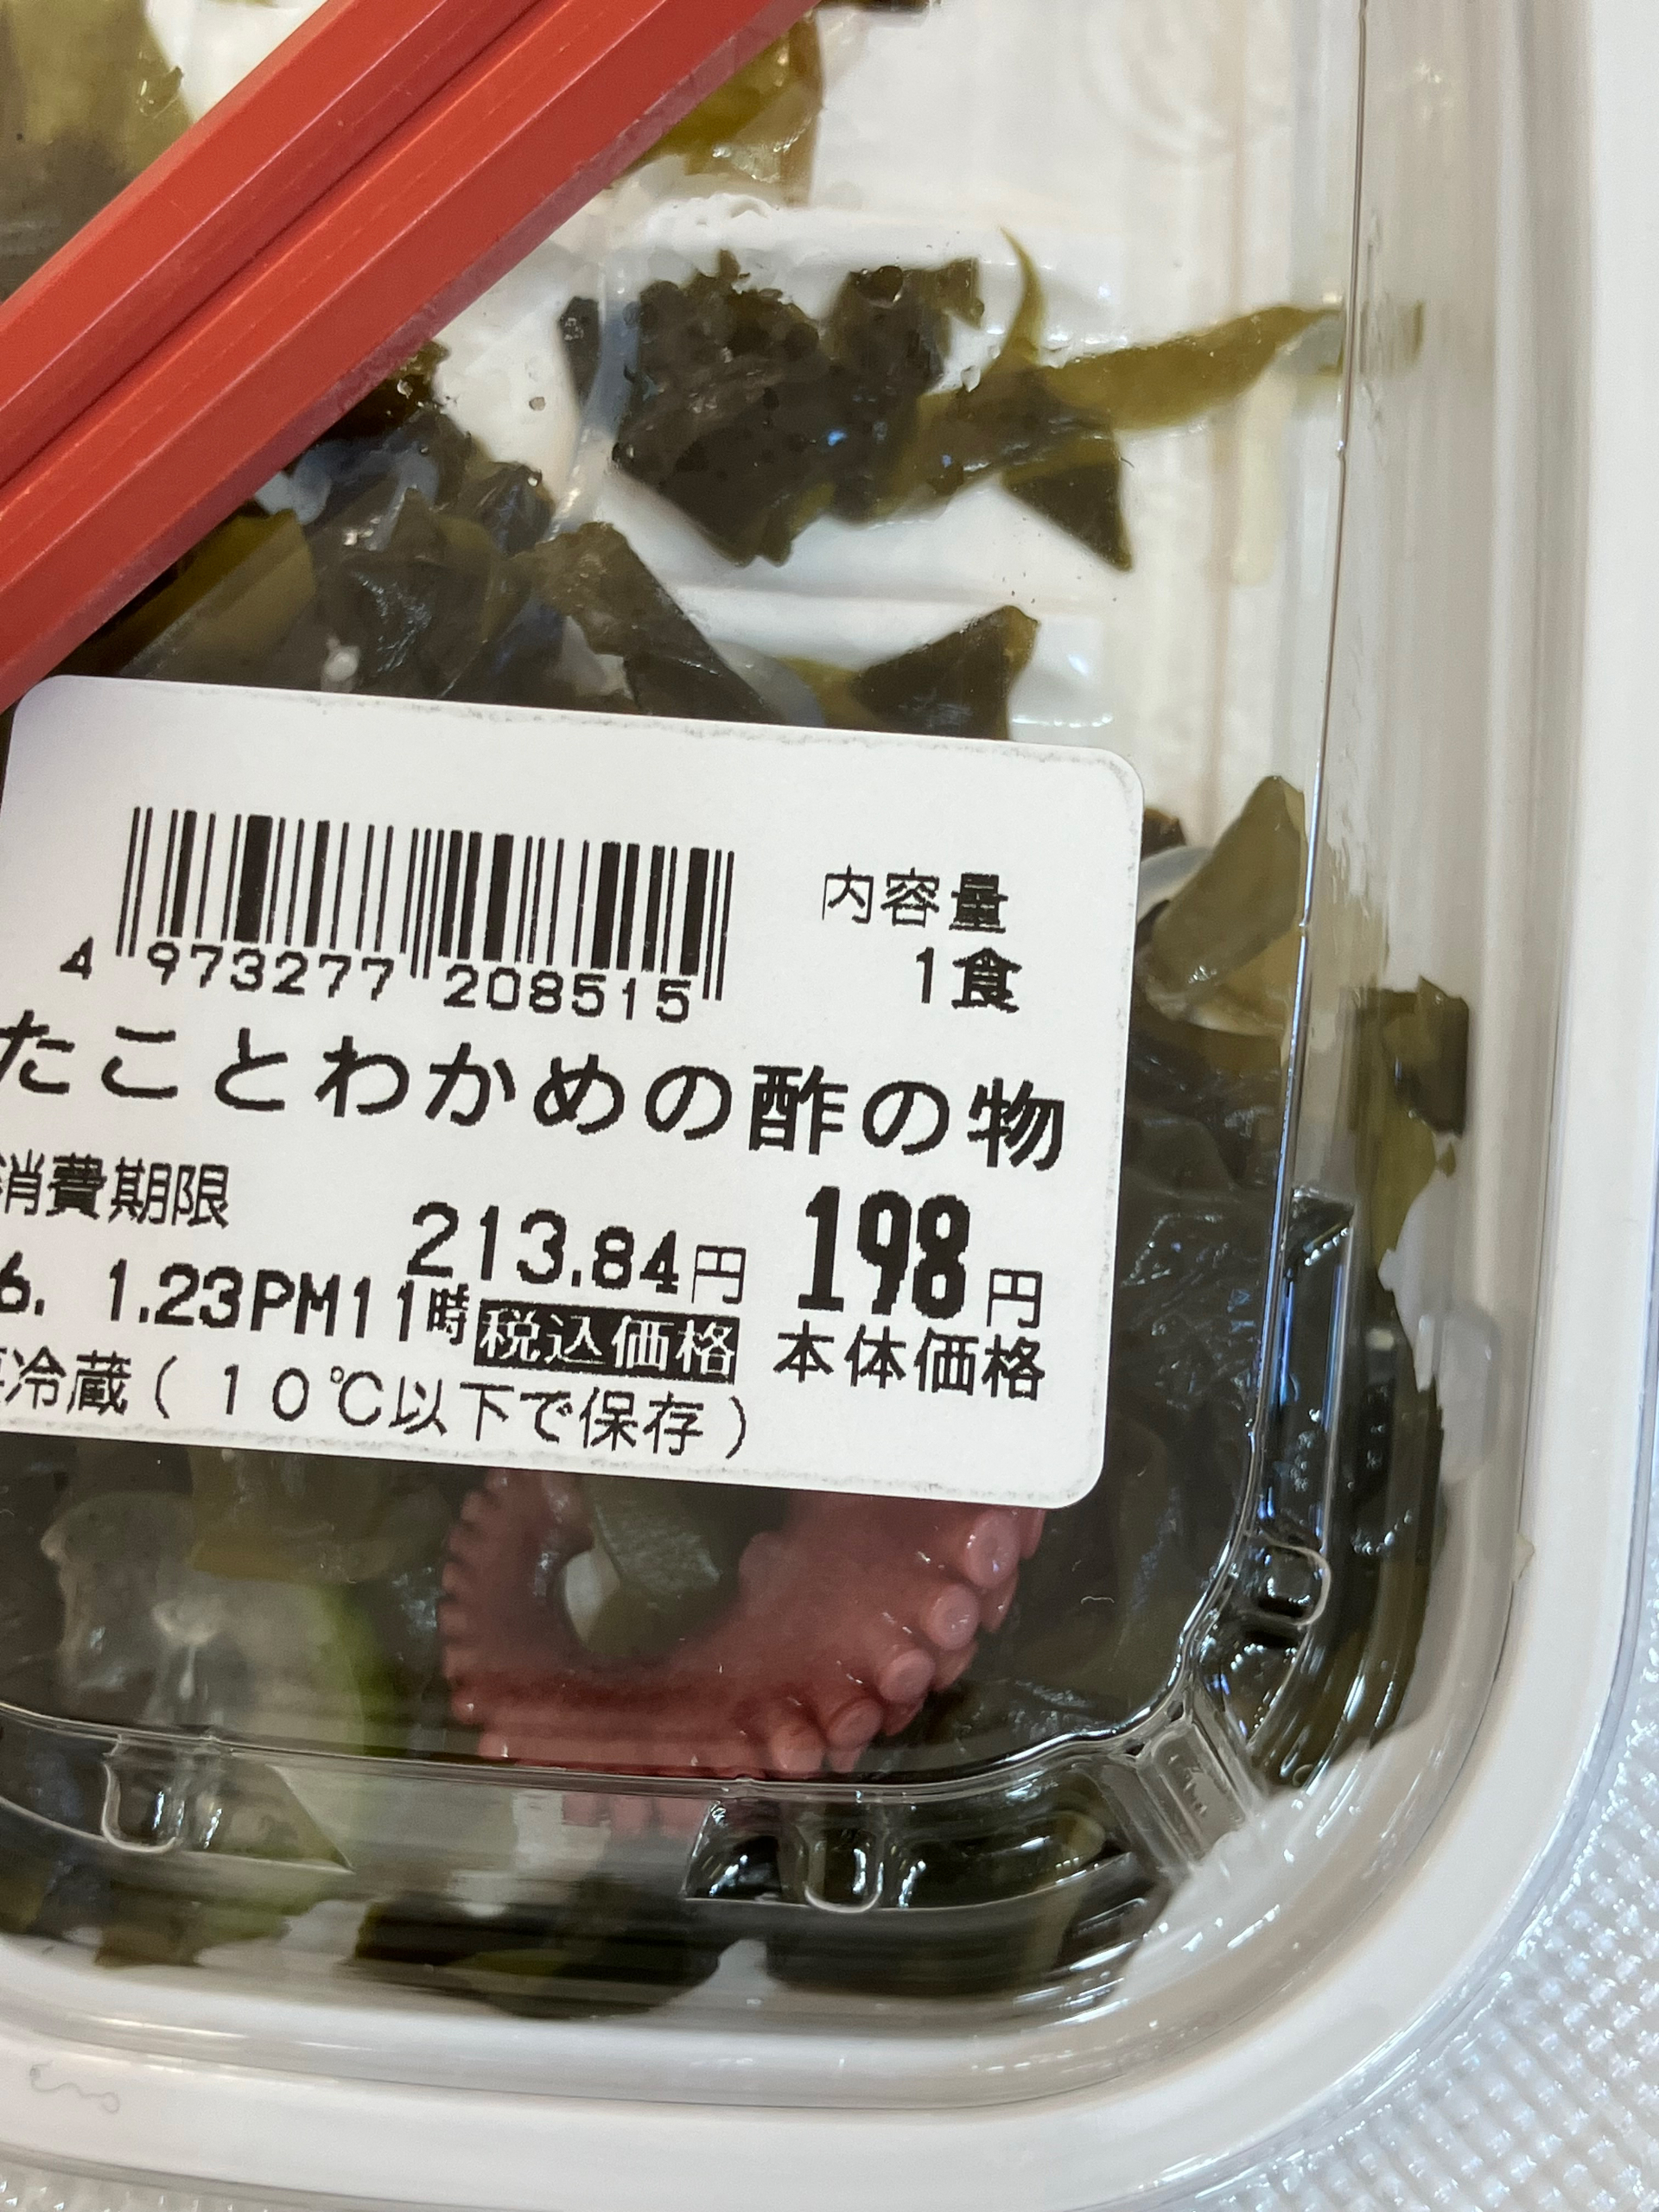 内容量
1食
4 973277 208515
たことわかめの酢の物
消費期限
213.84円 198円
6. 1.23PM11時 税込価格 本体価格
冷蔵(10℃以下で保存)